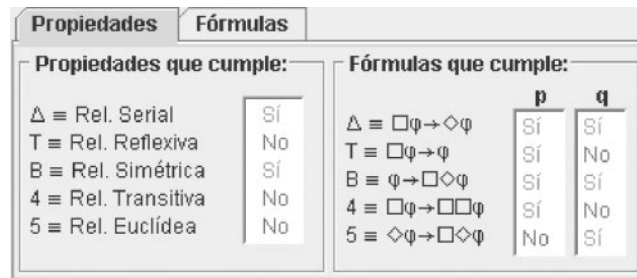 Propiedades Fórmulas
Propiedades que cumple:
Δ ≡ Rel. Serial Sí
T ≡ Rel. Reflexiva No
B ≡ Rel. Simétrica Sí
4 ≡ Rel. Transitiva No
5 ≡ Rel. Euclídea No
Fórmulas que cumple:
p q
Δ ≡ □φ→◇φ Sí Sí
T ≡ □φ→φ Sí No
B ≡ φ→□◇φ Sí Sí
4 ≡ □φ→□□φ Sí No
5 ≡ ◇φ→□◇φ No Sí